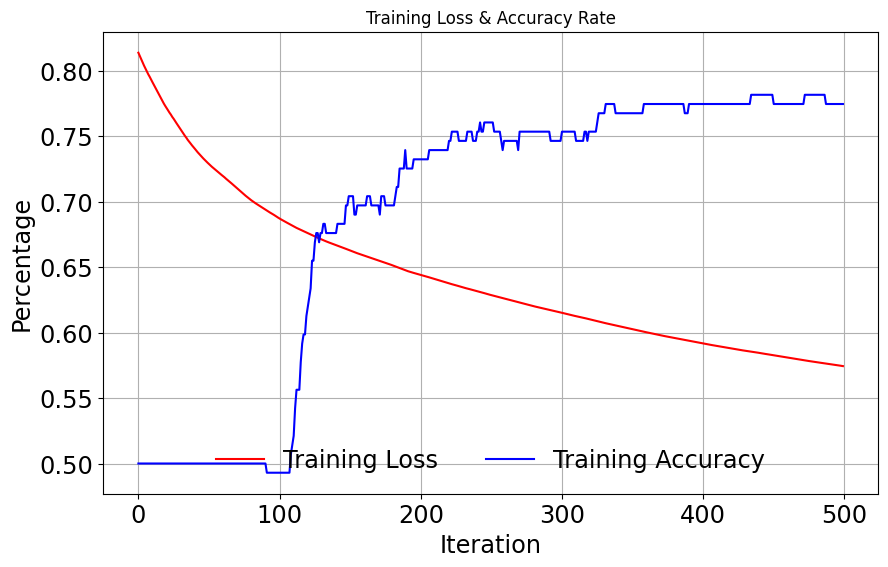 Training Loss & Accuracy Rate
0.80
0.75
0.70
0.65
0.60
0.55
0.50
Percentage
Training Loss Training Accuracy
0 100 200 300 400 500
Iteration